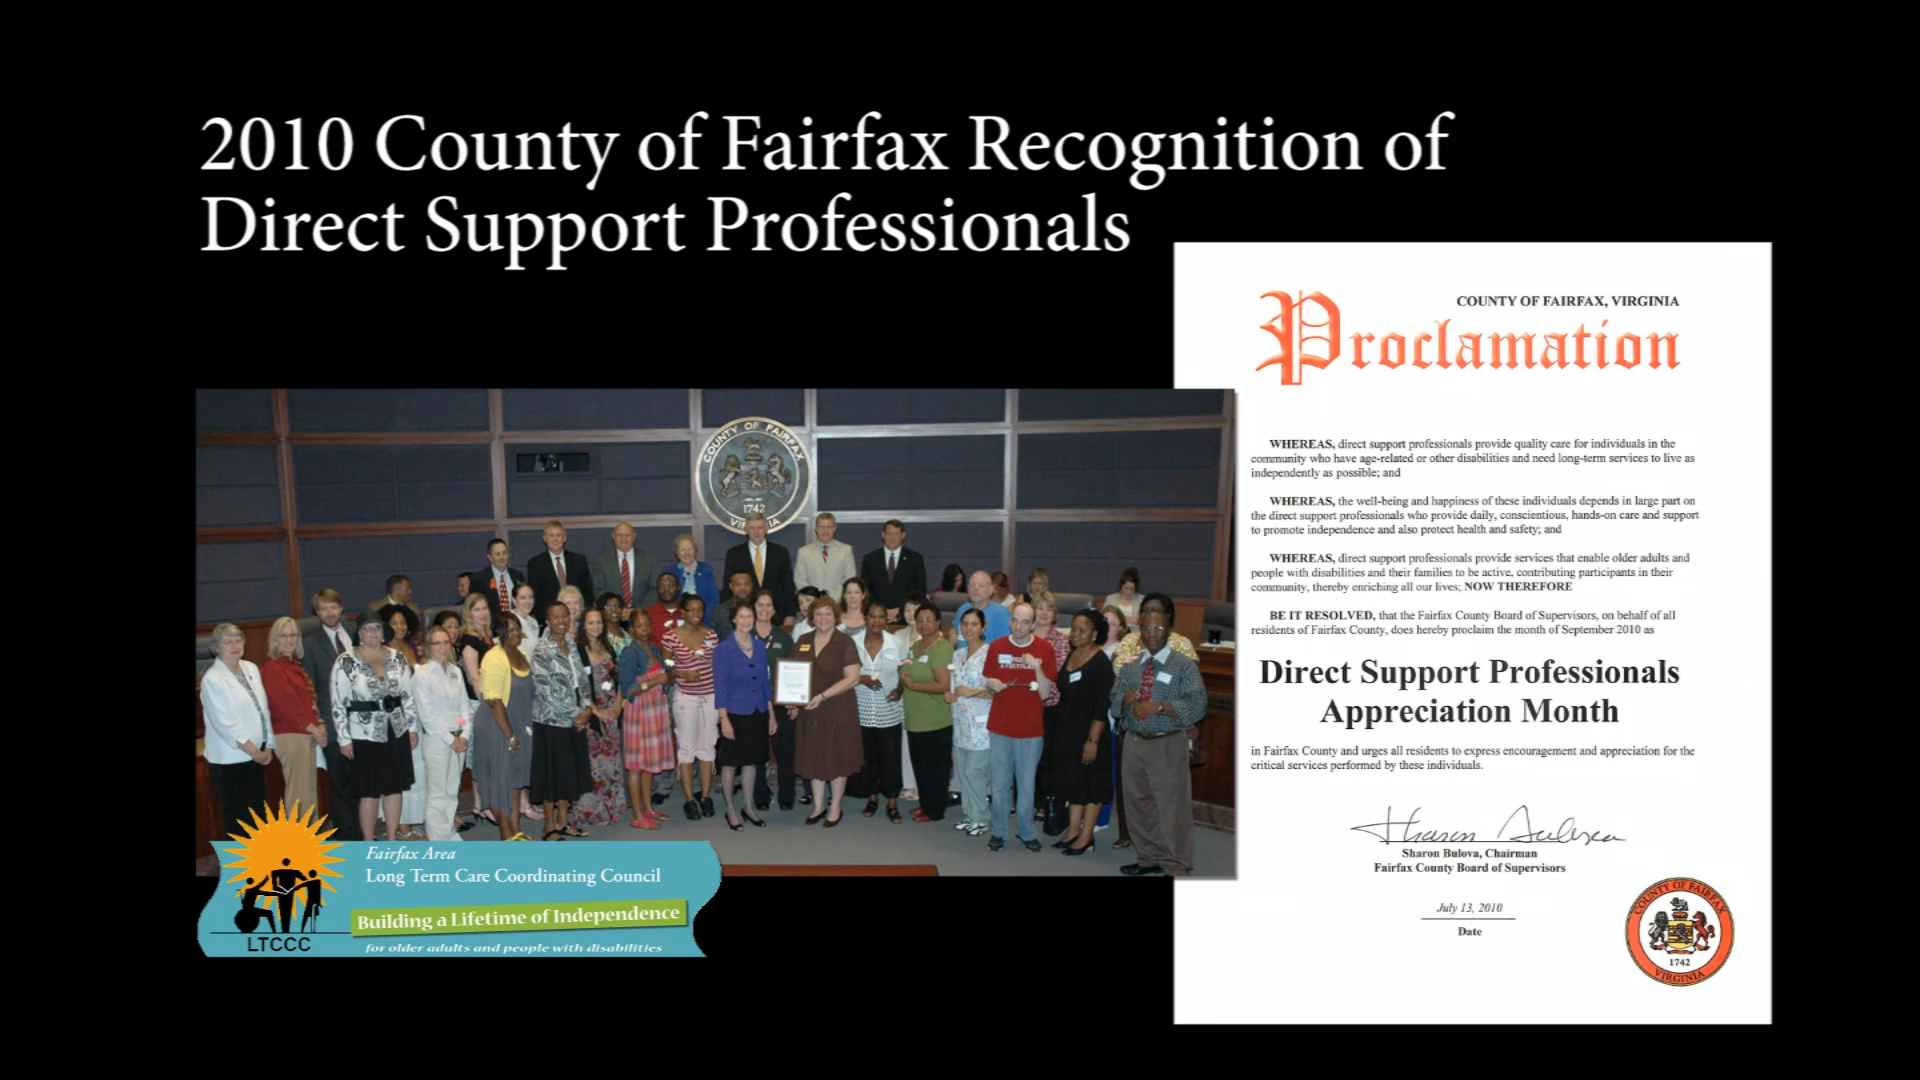 2010 County of Fairfax Recognition of
Direct Support Professionals
COUNTY OF FAIRFAX, VIRGINIA
Proclamation
WHEREAS, direct support professionals provide quality care for individuals in the
community who have age-related or other disabilities and need long-term services to live as
independently as possible; and
WHEREAS, the well-being and happiness of these individuals depends in large part on
the direct support professionals who provide daily, conscientious, hands-on care and support
to promote independence and also protect health and safety; and
WHEREAS, direct support professionals provide services that enable older adults and
people with disabilities and their families to be active, contributing participants in their
community, thereby enriching all our lives; NOW THEREFORE
BE IT RESOLVED, that the Fairfax County Board of Supervisors, on behalf of all
residents of Fairfax County, does hereby proclaim the month of September 2010 as
Direct Support Professionals
Appreciation Month
in Fairfax County and urges all residents to express encouragement and appreciation for the
critical services performed by these individuals.
Sharon Bulova
Sharon Bulova, Chairman
Fairfax County Board of Supervisors
July 13, 2010
Date
COUNTY OF FAIRFAX
1742
VIRGINIA
COUNTY OF FAIRFAX
1742
Fairfax Area
Long Term Care Coordinating Council
Building a Lifetime of Independence
for older adults and people with disabilities
LTCCC